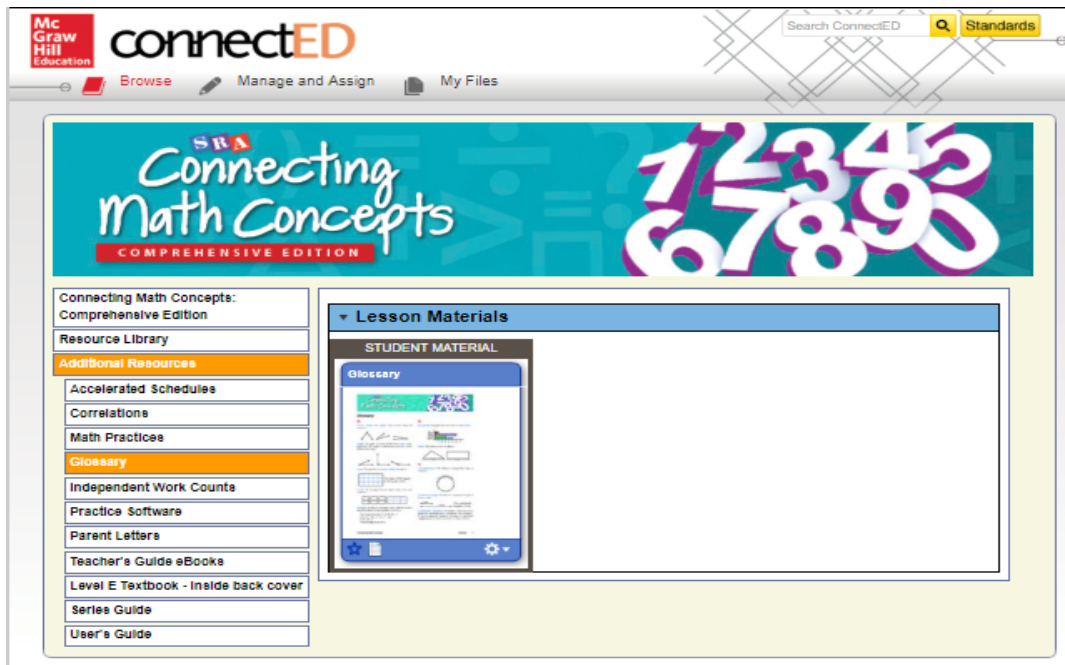 Mc
Graw
Hill
Education
connectED
Search ConnectED
Standards
Browse
Manage and Assign
My Files
SRA
Connecting
Math Concepts
COMPREHENSIVE EDITION
1234567890
Connecting Math Concepts:
Comprehensive Edition
Resource Library
Additional Resources
Accelerated Schedules
Correlations
Math Practices
Glossary
Independent Work Counts
Practice Software
Parent Letters
Teacher's Guide eBooks
Level E Textbook - Inside back cover
Series Guide
User's Guide
Lesson Materials
STUDENT MATERIAL
Glossary